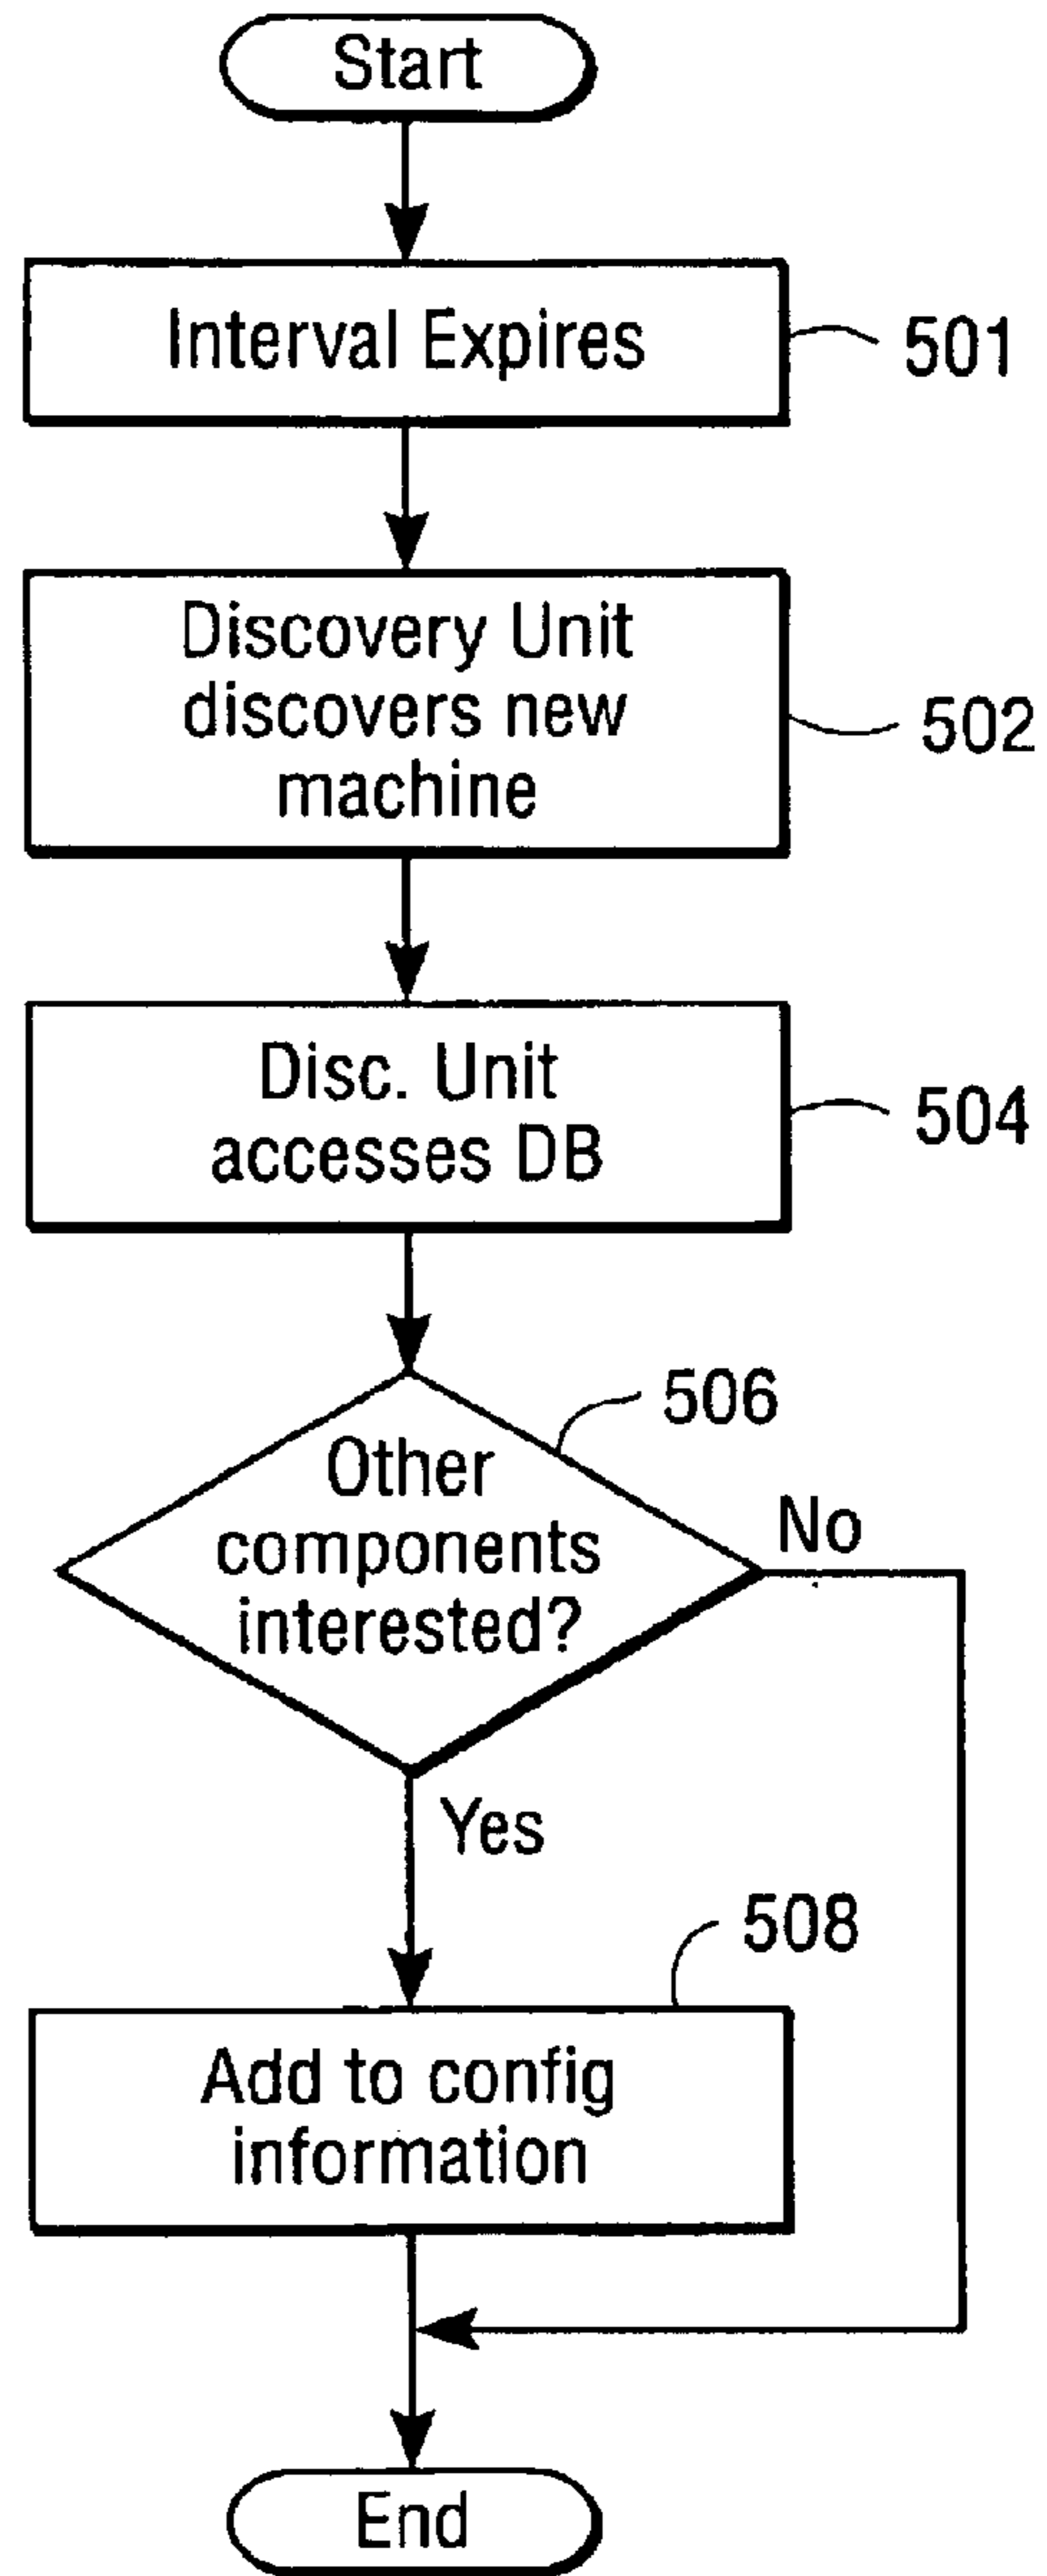 Start
Interval Expires
501
Discovery Unit
discovers new
machine
502
Disc. Unit
accesses DB
504
506
Other
components
interested?
No
Yes
508
Add to config
information
End